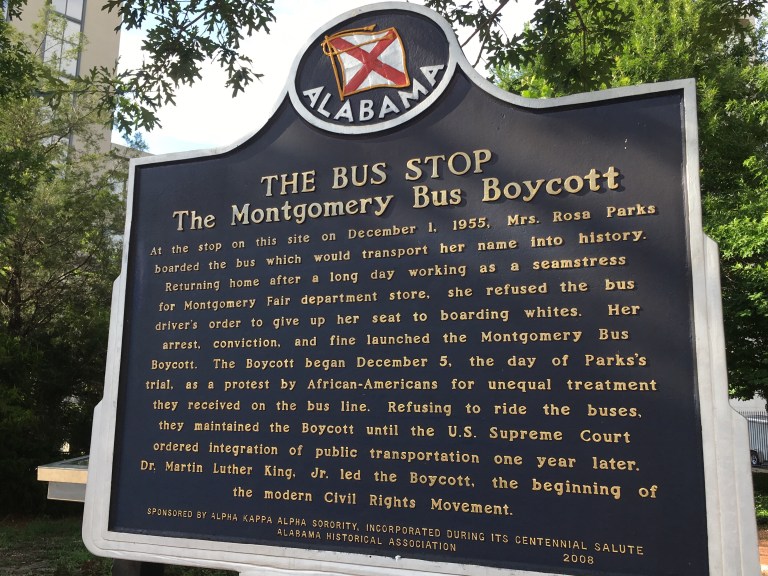 ALABAMA
THE BUS STOP
The Montgomery Bus Boycott
At the stop on this site on December 1, 1955, Mrs. Rosa Parks
boarded the bus which would transport her name into history.
Returning home after a long day working as a seamstress
for Montgomery Fair department store, she refused the bus
driver's order to give up her seat to boarding whites. Her
arrest, conviction, and fine launched the Montgomery Bus
Boycott. The Boycott began December 5, the day of Parks's
trial, as a protest by African-Americans for unequal treatment
they received on the bus line. Refusing to ride the buses,
they maintained the Boycott until the U.S. Supreme Court
ordered integration of public transportation one year later.
Dr. Martin Luther King, Jr. led the Boycott, the beginning of
the modern Civil Rights Movement.
SPONSORED BY ALPHA KAPPA ALPHA SORORITY, INCORPORATED DURING ITS CENTENNIAL SALUTE
ALABAMA HISTORICAL ASSOCIATION 2008